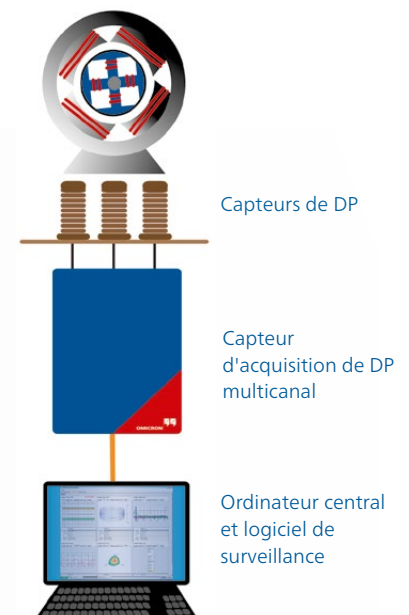 Capteurs de DP
Capteur
d'acquisition de DP
multicanal
OMICRON
Ordinateur central
et logiciel de
surveillance